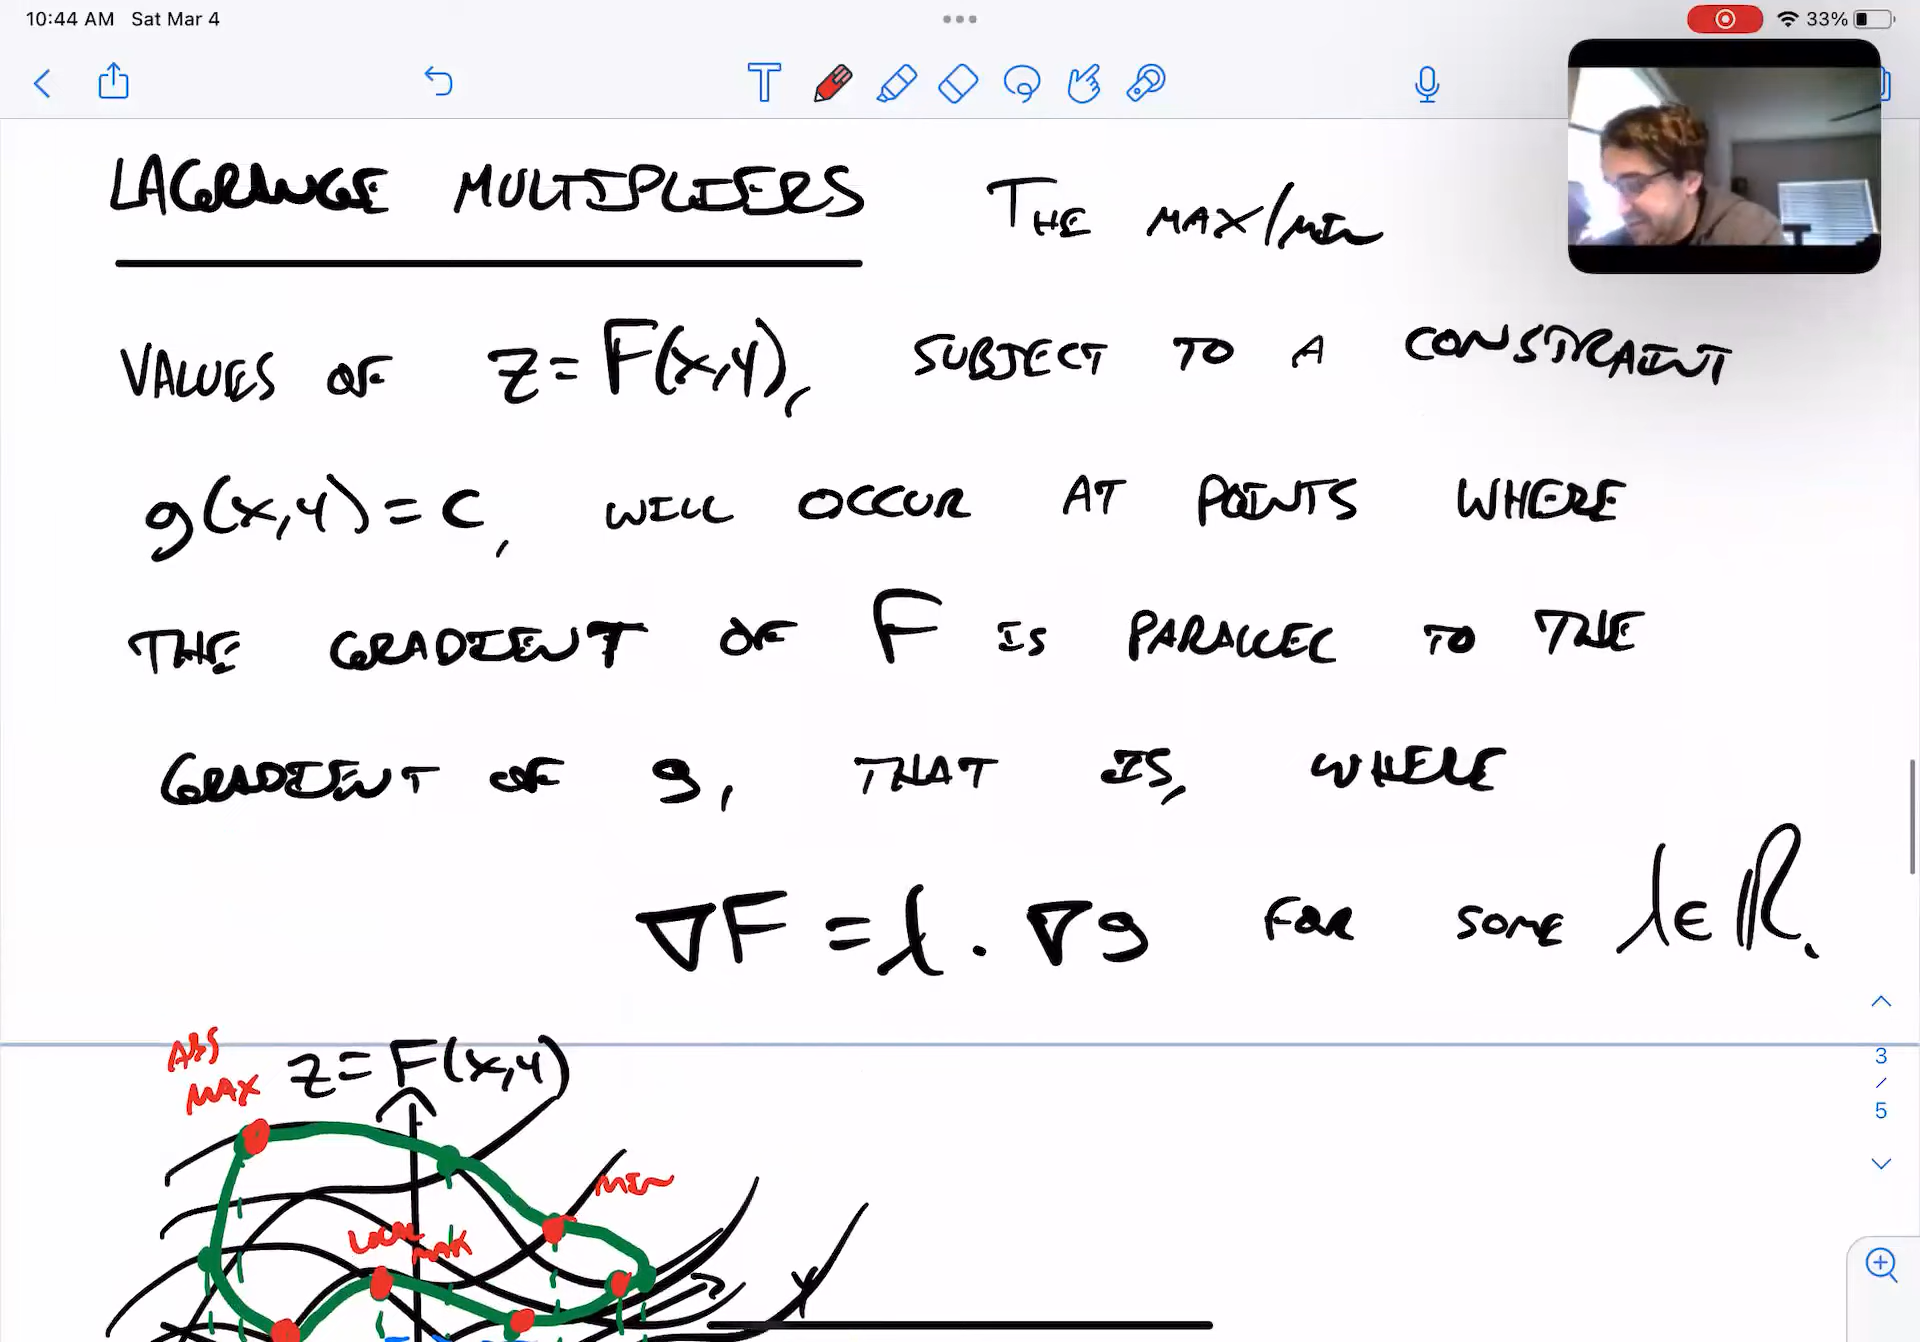 10:44 AM Sat Mar 4
33%
T
LAGRANGE MULTIPLIERS THE MAX/MIN
VALUES OF z = F(x,y), SUBJECT TO A CONSTRAINT
g(x,y) = c, WILL OCCUR AT POINTS WHERE
THE GRADIENT OF F IS PARALLEL TO THE
GRADIENT OF g, THAT IS, WHERE
∇F = λ · ∇g FOR SOME λ ∈ ℝ.
3
/
5
ABS
MAX
z = F(x,y)
MIN
LOCAL
MAX
y